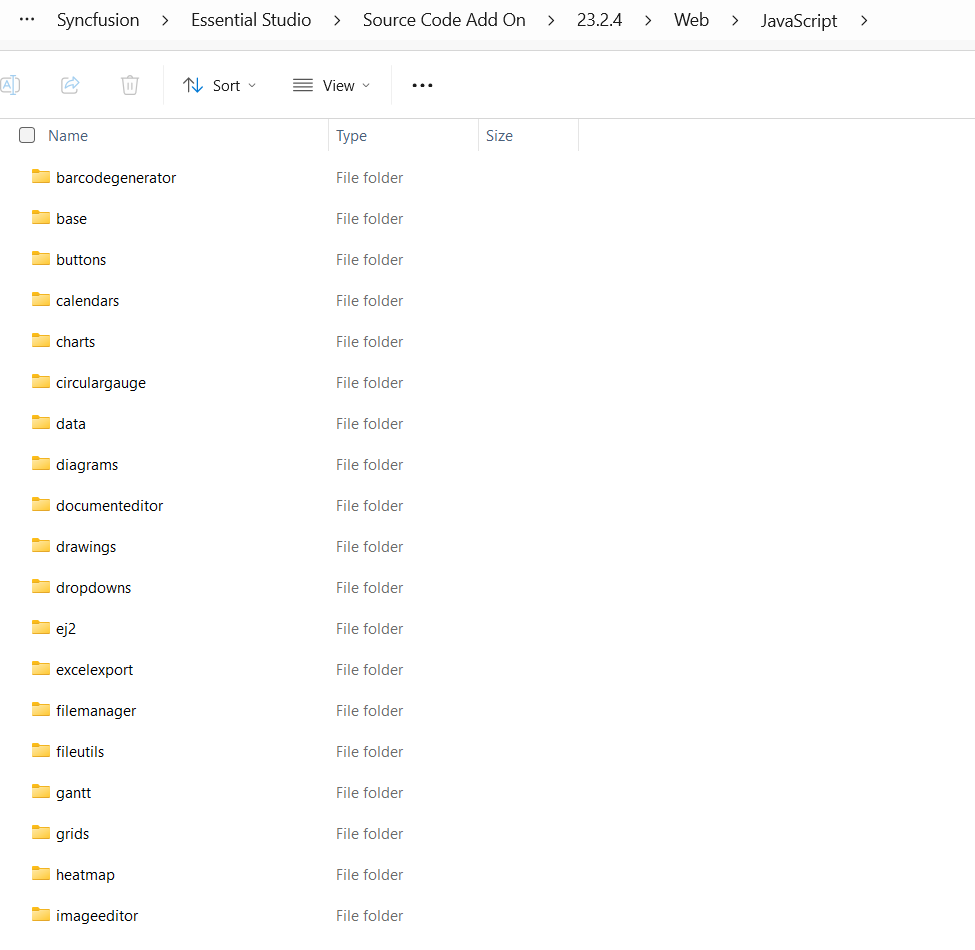 ··· Syncfusion > Essential Studio > Source Code Add On > 23.2.4 > Web > JavaScript >
Sort View ···
Name Type Size
barcodegenerator File folder
base File folder
buttons File folder
calendars File folder
charts File folder
circulargauge File folder
data File folder
diagrams File folder
documenteditor File folder
drawings File folder
dropdowns File folder
ej2 File folder
excelexport File folder
filemanager File folder
fileutils File folder
gantt File folder
grids File folder
heatmap File folder
imageeditor File folder